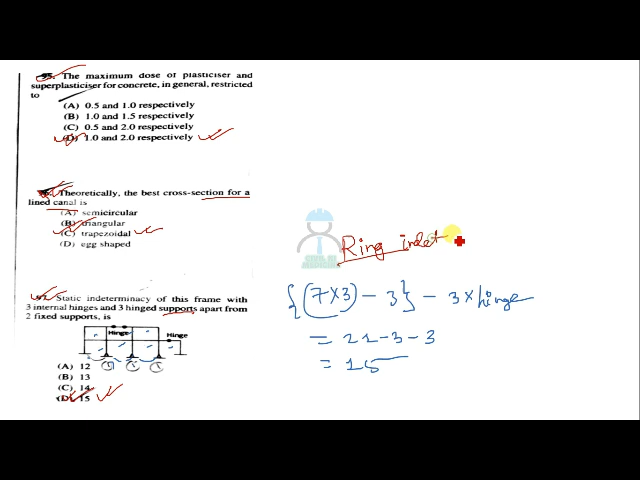 95. The maximum dose of plasticiser and
superplasticiser for concrete, in general, restricted
to
(A) 0.5 and 1.0 respectively
(B) 1.0 and 1.5 respectively
(C) 0.5 and 2.0 respectively
(D) 1.0 and 2.0 respectively
Theoretically, the best cross-section for a
lined canal is
(A) semicircular
(B) triangular
(C) trapezoidal
(D) egg shaped
Static indeterminacy of this frame with
3 internal hinges and 3 hinged supports apart from
2 fixed supports, is
Hinge
Hinge
(A) 12
(B) 13
(C) 14
(D) 15
Ring indet
{(7×3) - 3} - 3 × hinge
= 21-3-3
= 15
CIVIL
MEDICINE